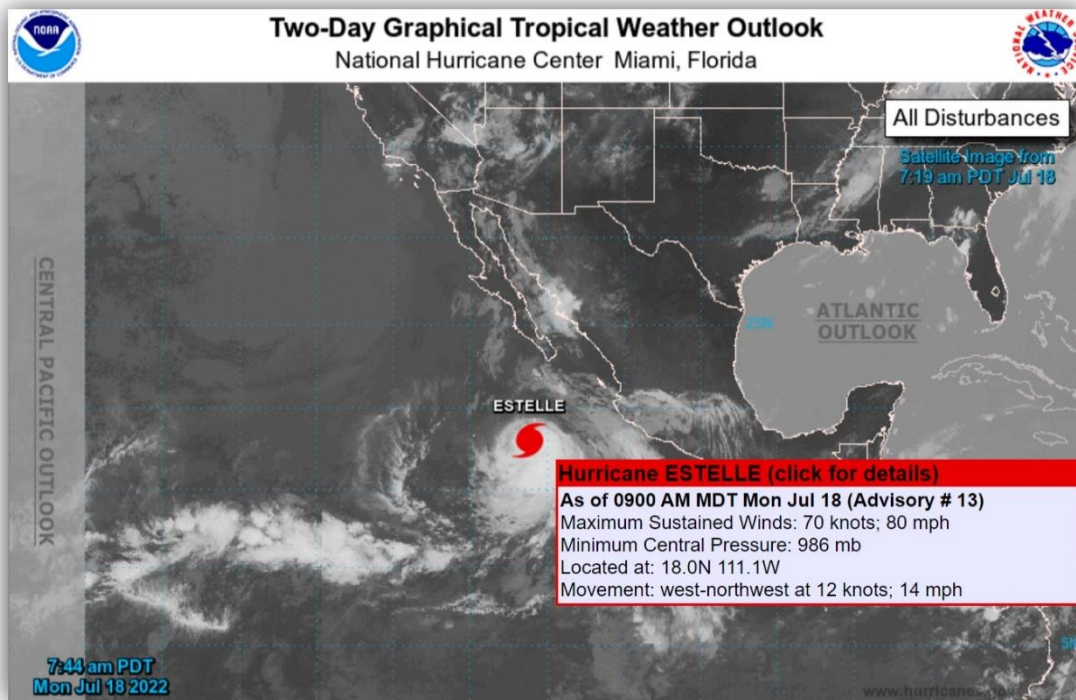 Two-Day Graphical Tropical Weather Outlook
National Hurricane Center Miami, Florida
NOAA
All Disturbances
Satellite Image from
7:19 am PDT Jul 18
CENTRAL PACIFIC OUTLOOK
25N
ATLANTIC
OUTLOOK
ESTELLE
Hurricane ESTELLE (click for details)
As of 0900 AM MDT Mon Jul 18 (Advisory # 13)
Maximum Sustained Winds: 70 knots; 80 mph
Minimum Central Pressure: 986 mb
Located at: 18.0N 111.1W
Movement: west-northwest at 12 knots; 14 mph
5N
7:44 am PDT
Mon Jul 18 2022